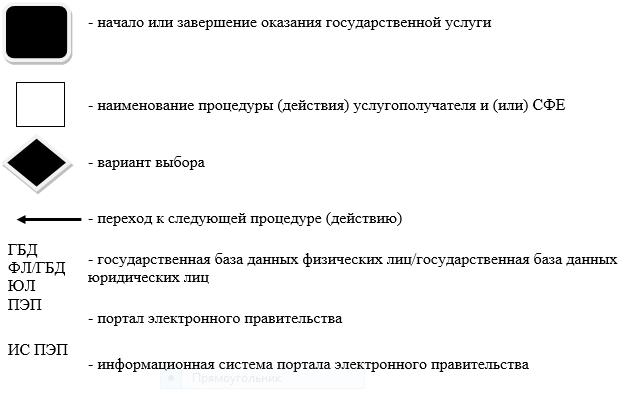 - начало или завершение оказания государственной услуги
- наименование процедуры (действия) услугополучателя и (или) СФЕ
- вариант выбора
- переход к следующей процедуре (действию)
ГБД
ФЛ/ГБД
ЮЛ
- государственная база данных физических лиц/государственная база данных
юридических лиц
ПЭП
- портал электронного правительства
ИС ПЭП
- информационная система портала электронного правительства
Прямоугольник